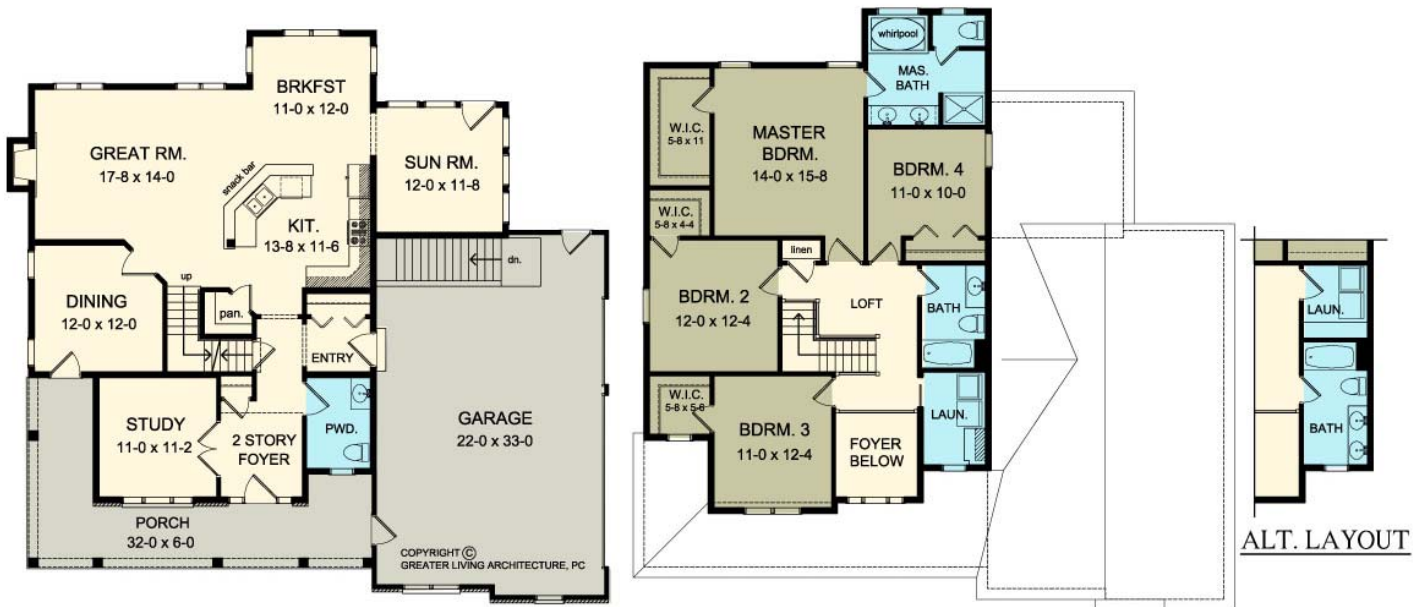 BRKFST
11-0 x 12-0
GREAT RM.
17-8 x 14-0
snack bar
SUN RM.
12-0 x 11-8
KIT.
13-8 x 11-6
up
dn.
DINING
12-0 x 12-0
pan.
ENTRY
STUDY
11-0 x 11-2
2 STORY
FOYER
PWD.
GARAGE
22-0 x 33-0
PORCH
32-0 x 6-0
COPYRIGHT ©
GREATER LIVING ARCHITECTURE, PC
whirlpool
MAS.
BATH
W.I.C.
5-8 x 11
MASTER
BDRM.
14-0 x 15-8
BDRM. 4
11-0 x 10-0
W.I.C.
5-8 x 4-4
linen
BDRM. 2
12-0 x 12-4
LOFT
BATH
W.I.C.
5-8 x 5-8
BDRM. 3
11-0 x 12-4
FOYER
BELOW
LAUN.
LAUN.
BATH
ALT. LAYOUT